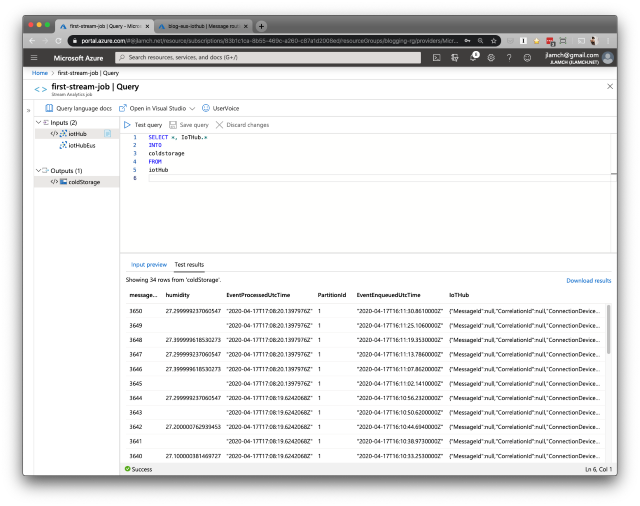 first-stream-job | Query - Micro
blog-eus-iothub | Message rou
portal.azure.com
Microsoft Azure
Search resources, services, and docs (G+/)
jlamch@gmail.com
JLAMCH (JLAMCH.NET)
Home > first-stream-job | Query
first-stream-job | Query
Stream Analytics job
Query language docs
Open in Visual Studio
UserVoice
Inputs (2)
iotHub
iotHubEus
Outputs (1)
coldStorage
Test query
Save query
Discard changes
1 SELECT *, IoTHub.*
2 INTO
3 coldstorage
4 FROM
5 iotHub
6
Input preview
Test results
Showing 34 rows from 'coldStorage'.
Download results
message... humidity EventProcessedUtcTime PartitionId EventEnqueuedUtcTime IoTHub
3650 27.299999237060547 "2020-04-17T17:08:20.1397976Z" 1 "2020-04-17T16:11:30.8610000Z" {"MessageId":null,"CorrelationId":null,"ConnectionDevice...
3649 "2020-04-17T17:08:20.1397976Z" 1 "2020-04-17T16:11:25.1060000Z" {"MessageId":null,"CorrelationId":null,"ConnectionDevice...
3648 27.399999618530273 "2020-04-17T17:08:20.1397976Z" 1 "2020-04-17T16:11:19.3530000Z" {"MessageId":null,"CorrelationId":null,"ConnectionDevice...
3647 27.299999237060547 "2020-04-17T17:08:20.1397976Z" 1 "2020-04-17T16:11:13.7860000Z" {"MessageId":null,"CorrelationId":null,"ConnectionDevice...
3646 27.399999618530273 "2020-04-17T17:08:20.1397976Z" 1 "2020-04-17T16:11:07.8620000Z" {"MessageId":null,"CorrelationId":null,"ConnectionDevice...
3645 "2020-04-17T17:08:20.1397976Z" 1 "2020-04-17T16:11:02.1410000Z" {"MessageId":null,"CorrelationId":null,"ConnectionDevice...
3644 27.299999237060547 "2020-04-17T17:08:19.6242068Z" 1 "2020-04-17T16:10:56.2320000Z" {"MessageId":null,"CorrelationId":null,"ConnectionDevice...
3643 "2020-04-17T17:08:19.6242068Z" 1 "2020-04-17T16:10:50.6200000Z" {"MessageId":null,"CorrelationId":null,"ConnectionDevice...
3642 27.200000762939453 "2020-04-17T17:08:19.6242068Z" 1 "2020-04-17T16:10:44.6940000Z" {"MessageId":null,"CorrelationId":null,"ConnectionDevice...
3641 "2020-04-17T17:08:19.6242068Z" 1 "2020-04-17T16:10:38.9730000Z" {"MessageId":null,"CorrelationId":null,"ConnectionDevice...
3640 27.100000381469727 "2020-04-17T17:08:19.6242068Z" 1 "2020-04-17T16:10:33.2530000Z" {"MessageId":null,"CorrelationId":null,"ConnectionDevice...
Success
Ln 6, Col 1